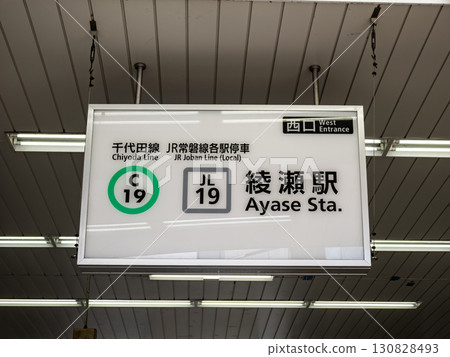 西口 West Entrance
千代田線 JR常磐線各駅停車
Chiyoda Line JR Joban Line (Local)
C 19
JL 19
綾瀬駅
Ayase Sta.
PIXTA
130828493